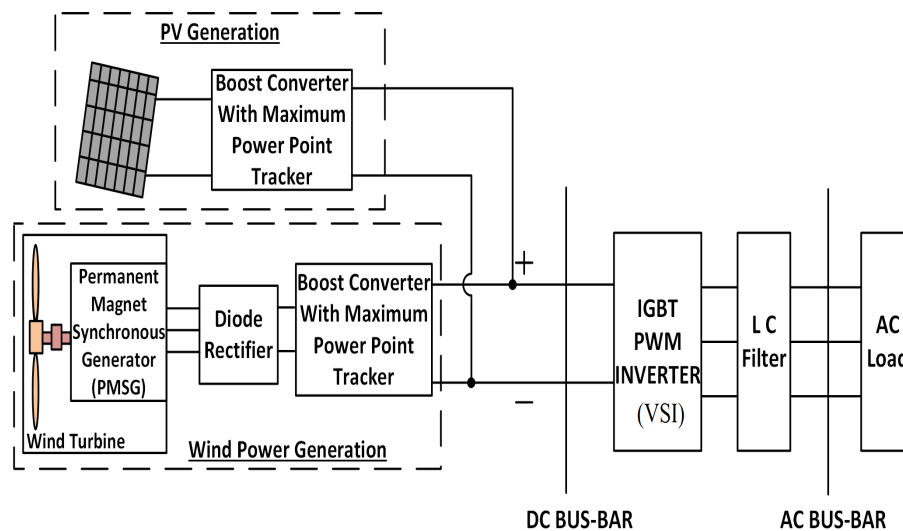 PV Generation
Boost Converter
With Maximum
Power Point
Tracker
Permanent
Magnet
Synchronous
Generator
(PMSG)
Wind Turbine
Diode
Rectifier
Boost Converter
With Maximum
Power Point
Tracker
Wind Power Generation
+
−
IGBT
PWM
INVERTER
(VSI)
L C
Filter
AC
Load
DC BUS-BAR
AC BUS-BAR